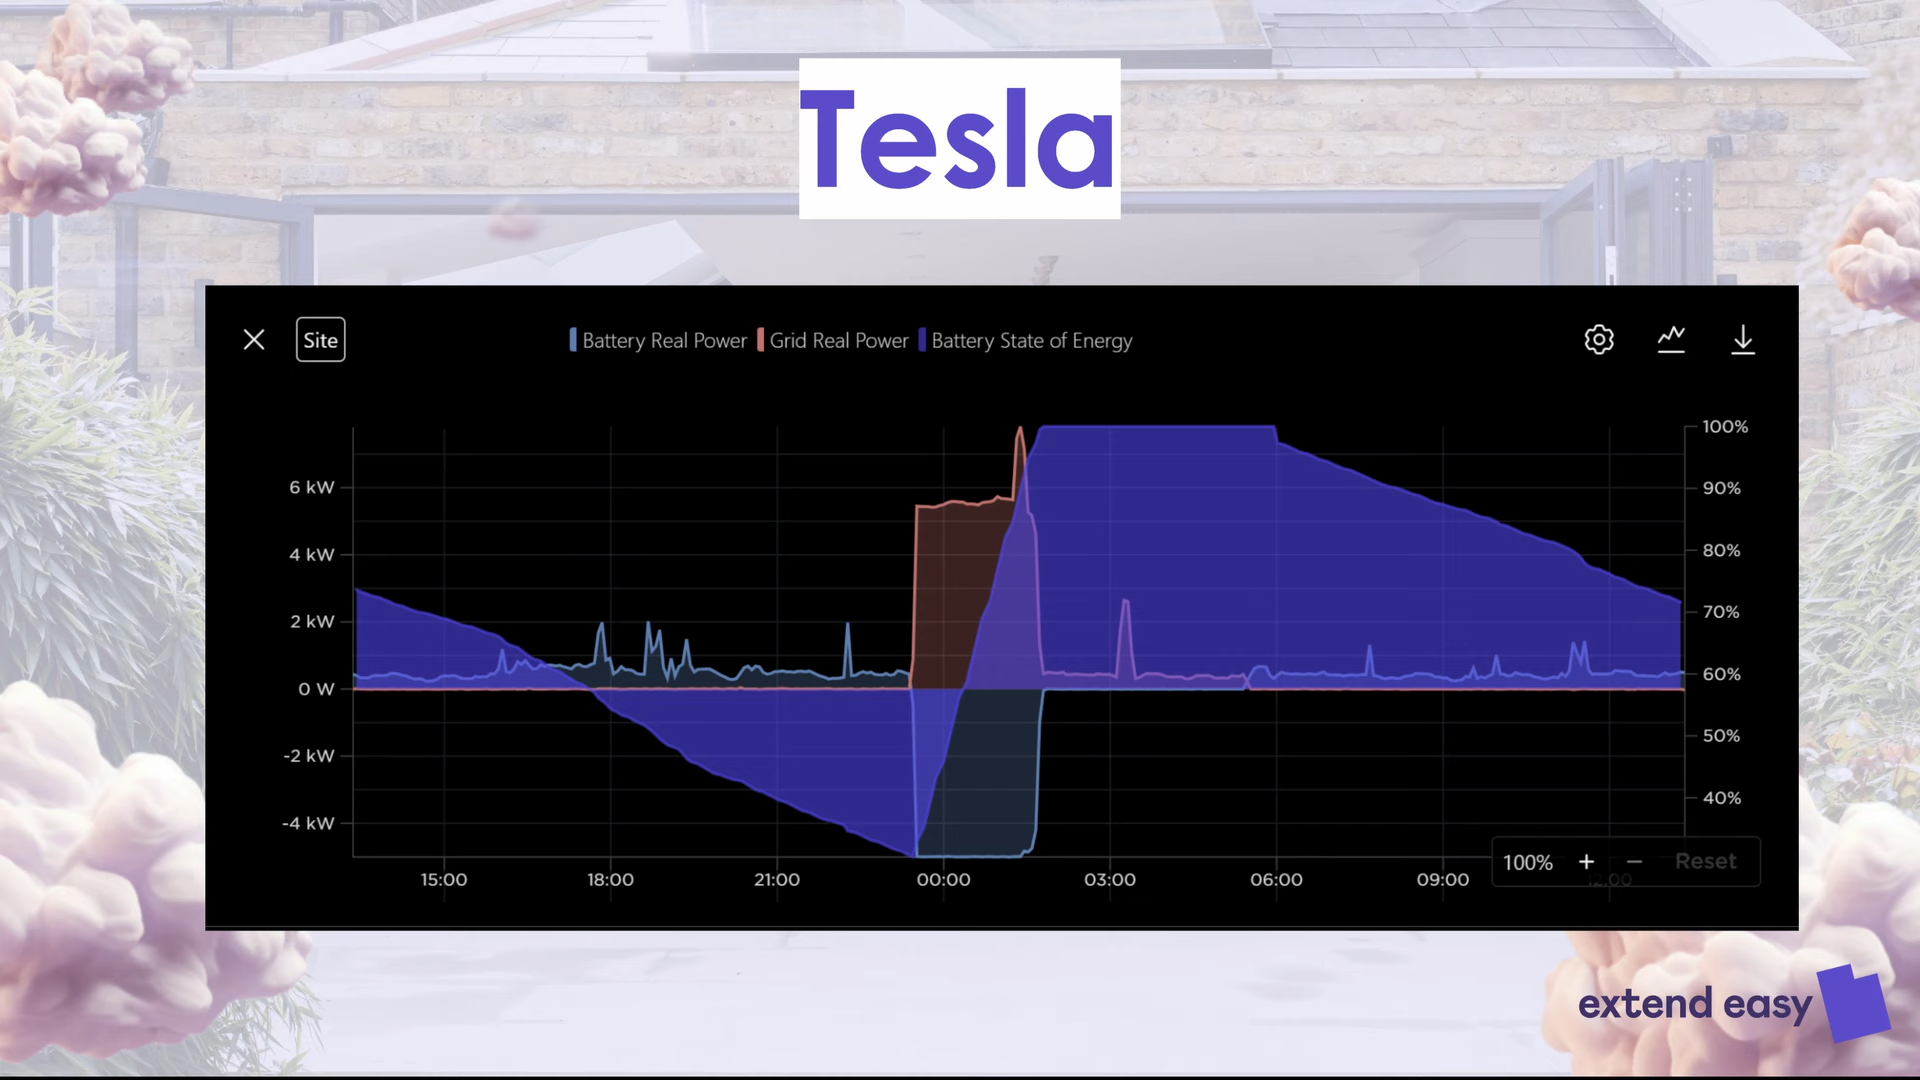 Tesla
Site
Battery Real Power
Grid Real Power
Battery State of Energy
6 kW
4 kW
2 kW
0 W
-2 kW
-4 kW
100%
90%
80%
70%
60%
50%
40%
15:00
18:00
21:00
00:00
03:00
06:00
09:00
12:00
100% + − Reset
extend easy